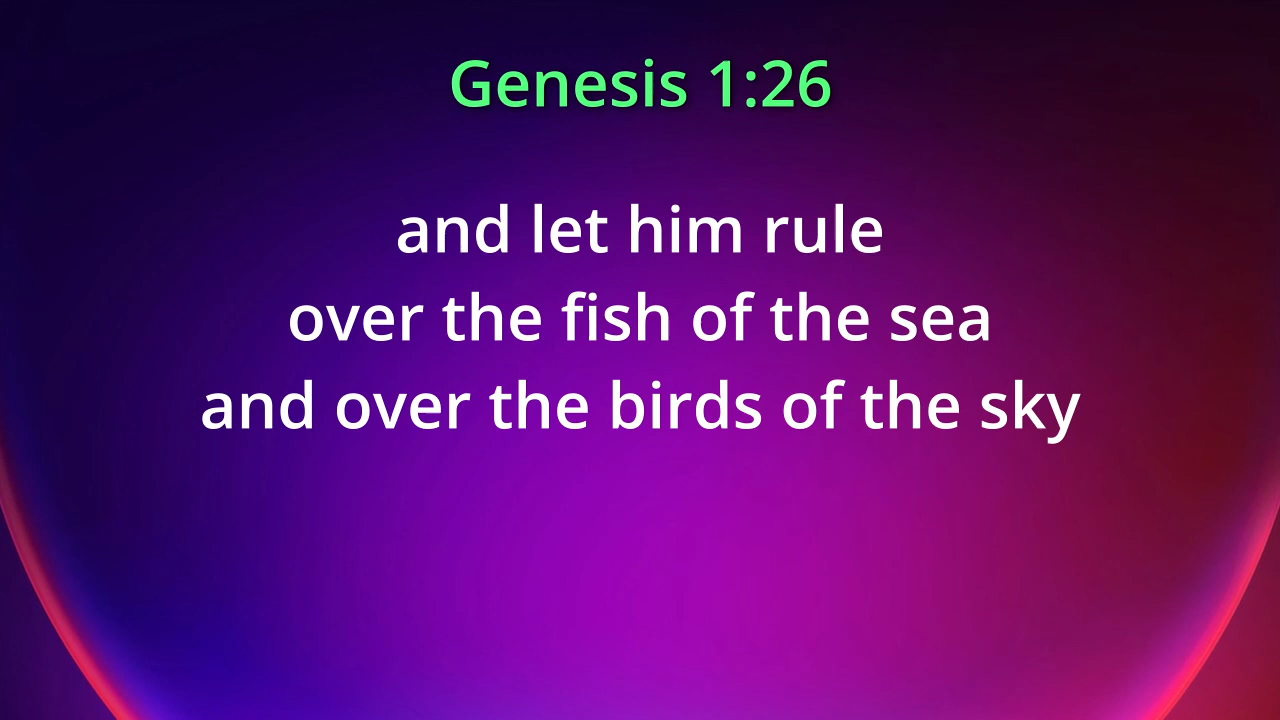 Genesis 1:26
and let him rule
over the fish of the sea
and over the birds of the sky